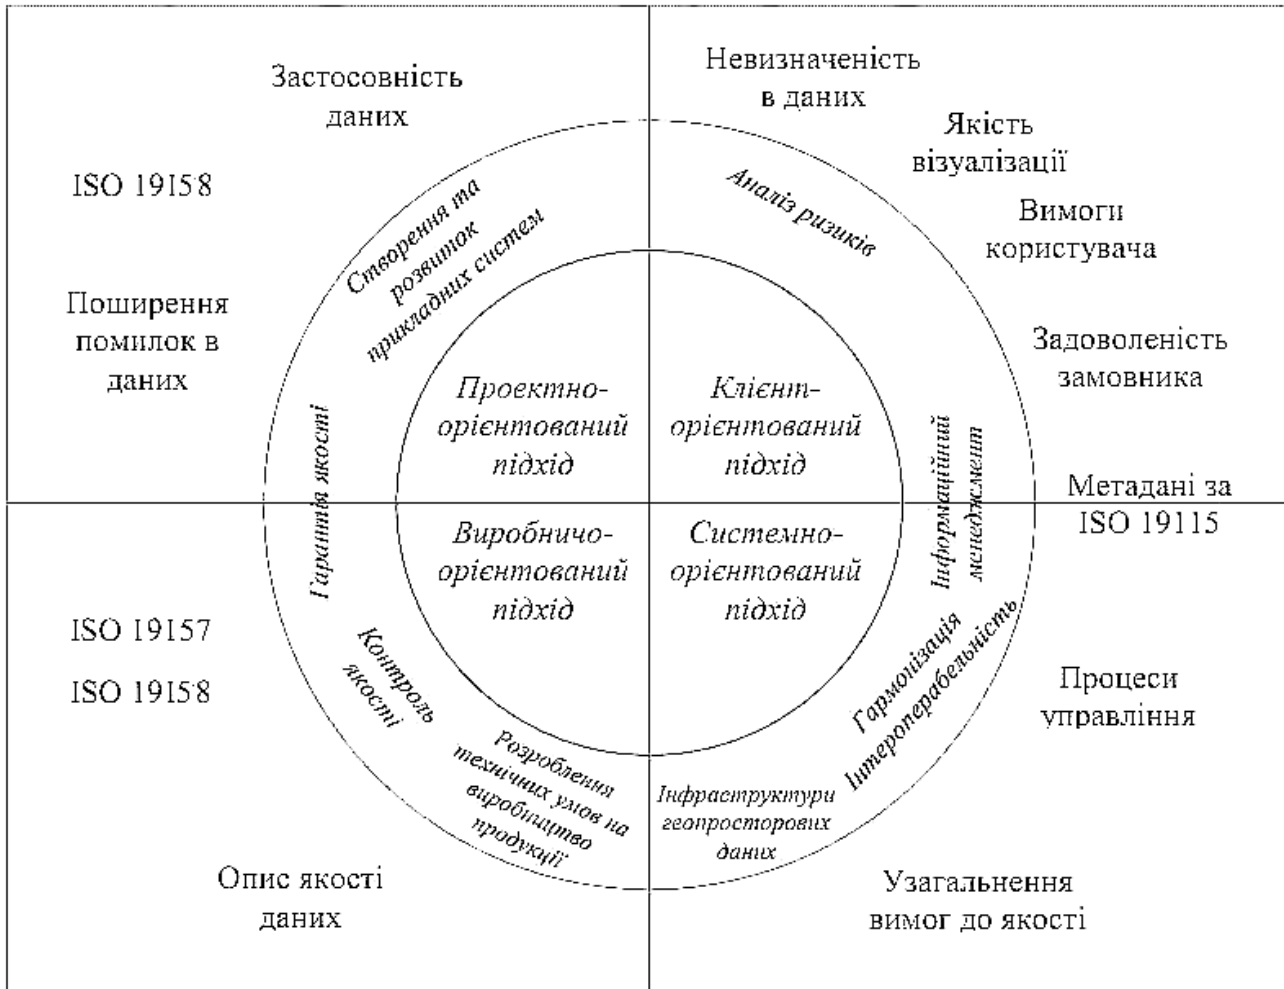 Застосовність
даних
ISO 19158
Поширення
помилок в
даних
Створення та
розвиток
прикладних систем
Проектно-
орієнтований
підхід
Невизначеність
в даних
Якість
візуалізації
Вимоги
користувача
Задоволеність
замовника
Аналіз ризиків
Клієнт-
орієнтований
підхід
Гарантія якості
Інформаційний
менеджмент
Метадані за
ISO 19115
Виробничо-
орієнтований
підхід
ISO 19157
ISO 19158
Контроль
якості
Розроблення
технічних умов на
виробництво
продукції
Опис якості
даних
Системно-
орієнтований
підхід
Гармонізація
Інтероперабельність
Інфраструктури
геопросторових
даних
Процеси
управління
Узагальнення
вимог до якості